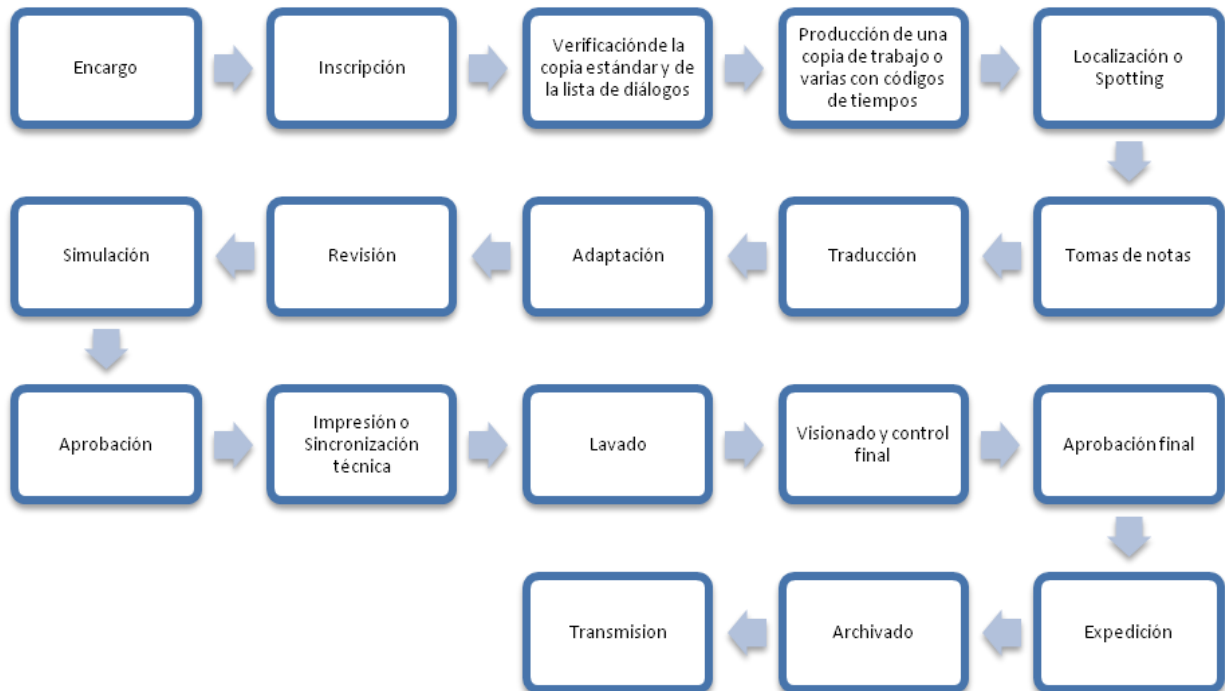 Encargo
Inscripción
Verificaciónde la
copia estándar y de
la lista de diálogos
Producción de una
copia de trabajo o
varias con códigos
de tiempos
Localización o
Spotting
Tomas de notas
Traducción
Adaptación
Revisión
Simulación
Aprobación
Impresión o
Sincronización
técnica
Lavado
Visionado y control
final
Aprobación final
Expedición
Archivado
Transmision